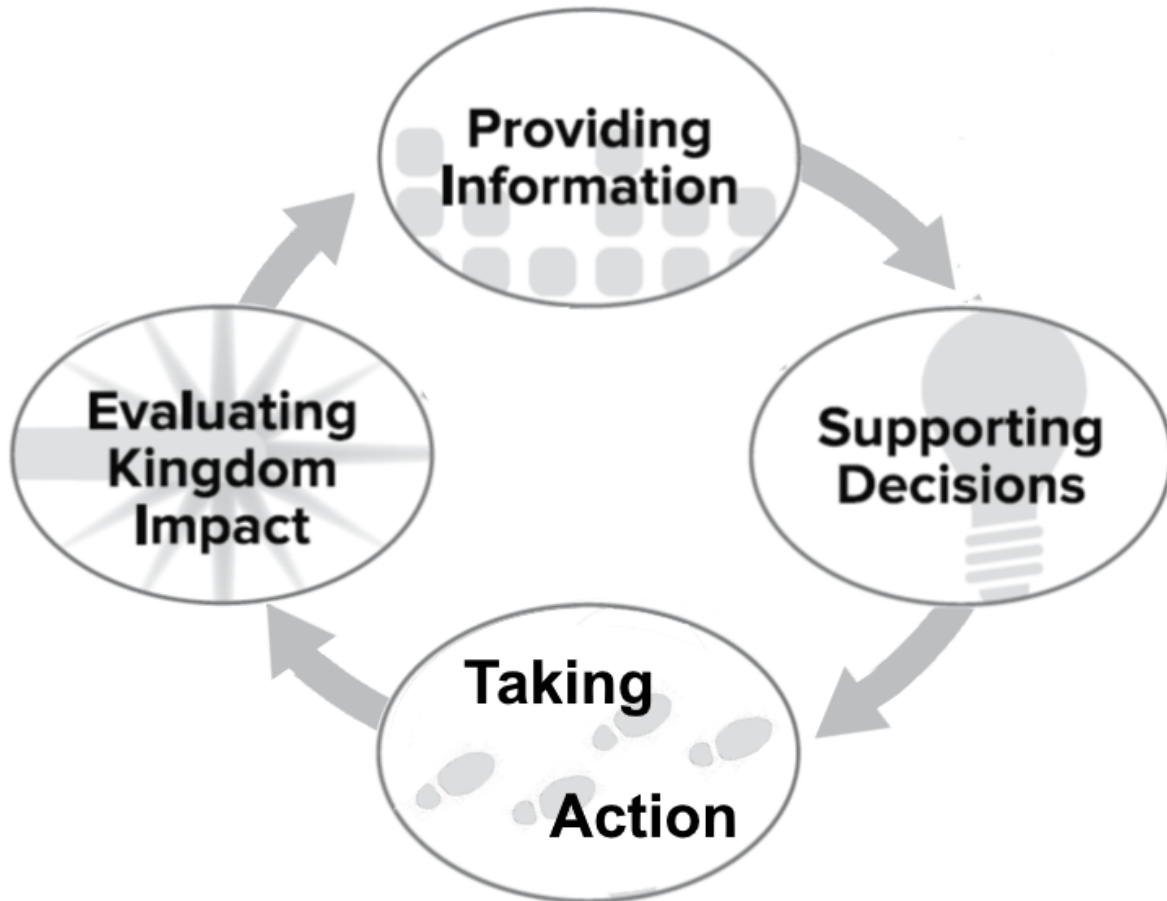 Providing
Information
Supporting
Decisions
Taking
Action
Evaluating
Kingdom
Impact